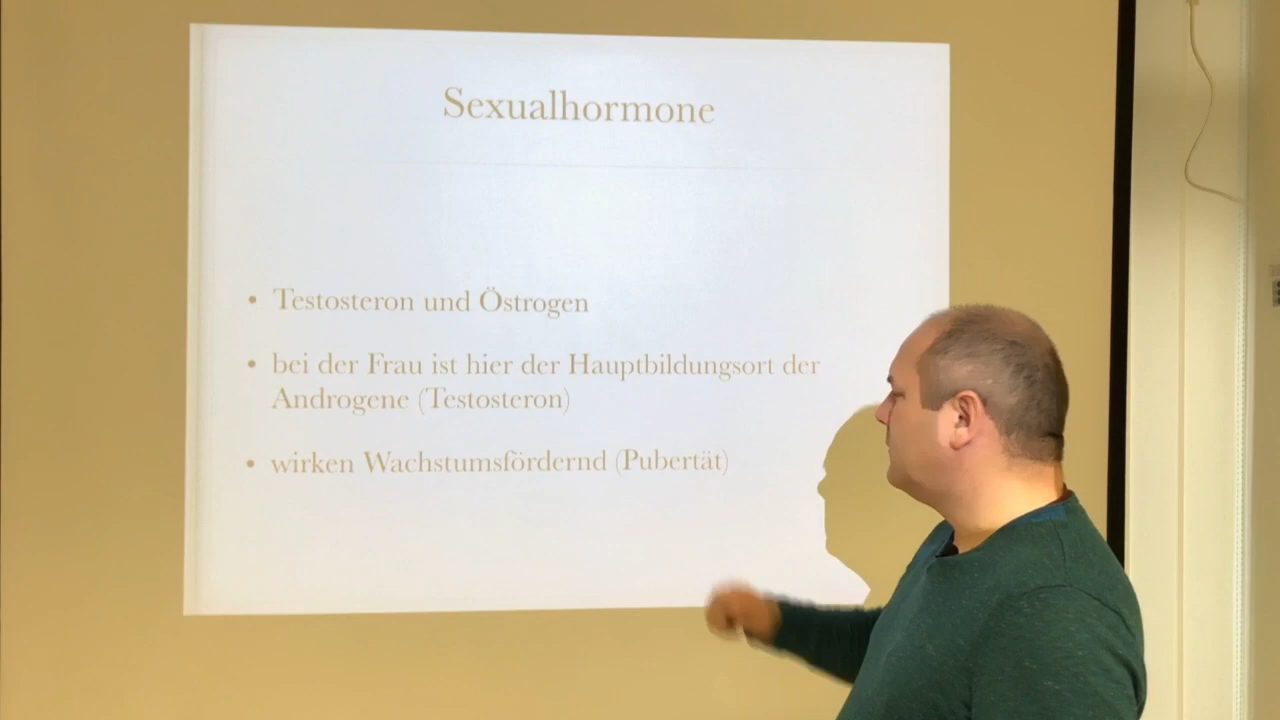 Sexualhormone
• Testosteron und Östrogen
• bei der Frau ist hier der Hauptbildungsort der
Androgene (Testosteron)
• wirken Wachstumsfördernd (Pubertät)